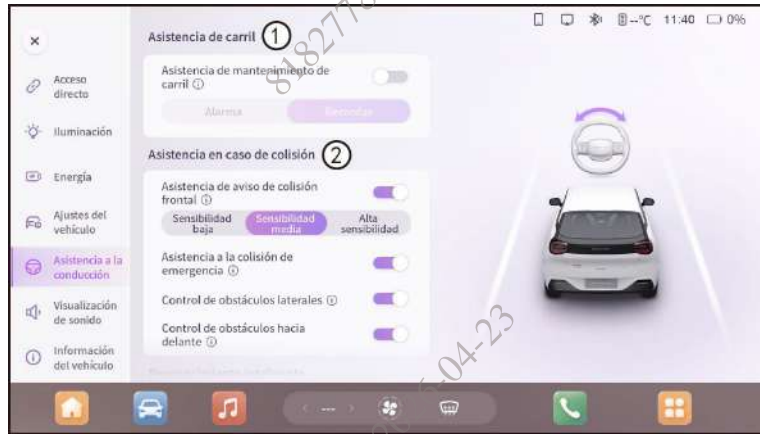 11:40
0%
--℃
Acceso
directo
Iluminación
Energía
Ajustes del
vehículo
Asistencia a la
conducción
Visualización
de sonido
Información
del vehículo
Asistencia de carril ①
Asistencia de mantenimiento de
carril
Alarma
Asistencia en caso de colisión ②
Asistencia de aviso de colisión
frontal
Sensibilidad
baja
Sensibilidad
media
Alta
sensibilidad
Asistencia a la colisión de
emergencia
Control de obstáculos laterales
Control de obstáculos hacia
delante
---